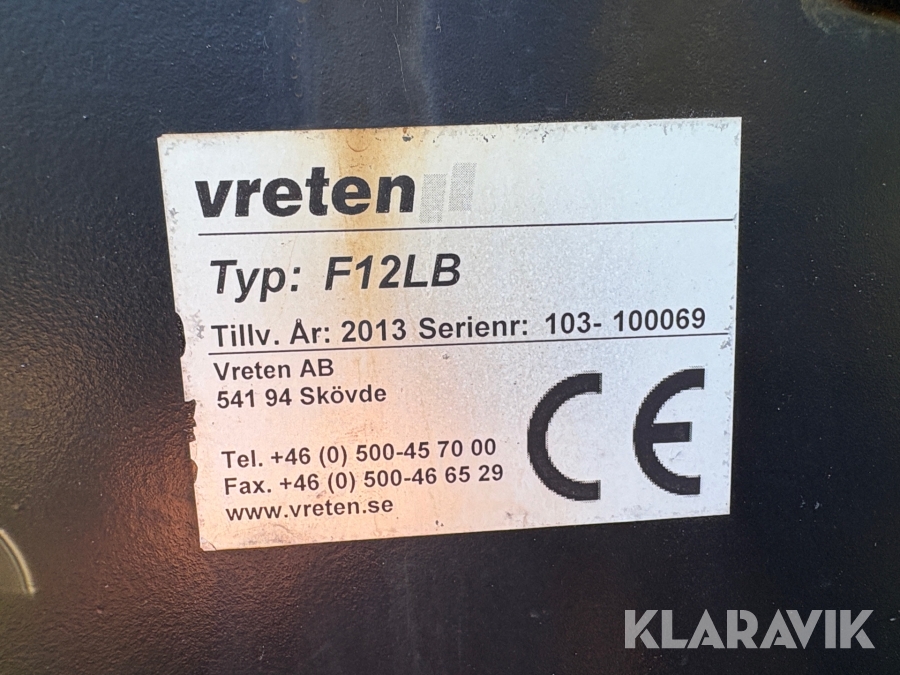 vreten
Typ: F12LB
Tillv. År: 2013 Serienr: 103- 100069
Vreten AB
541 94 Skövde
Tel. +46 (0) 500-45 70 00
Fax. +46 (0) 500-46 65 29
www.vreten.se
CE
KLARAVIK